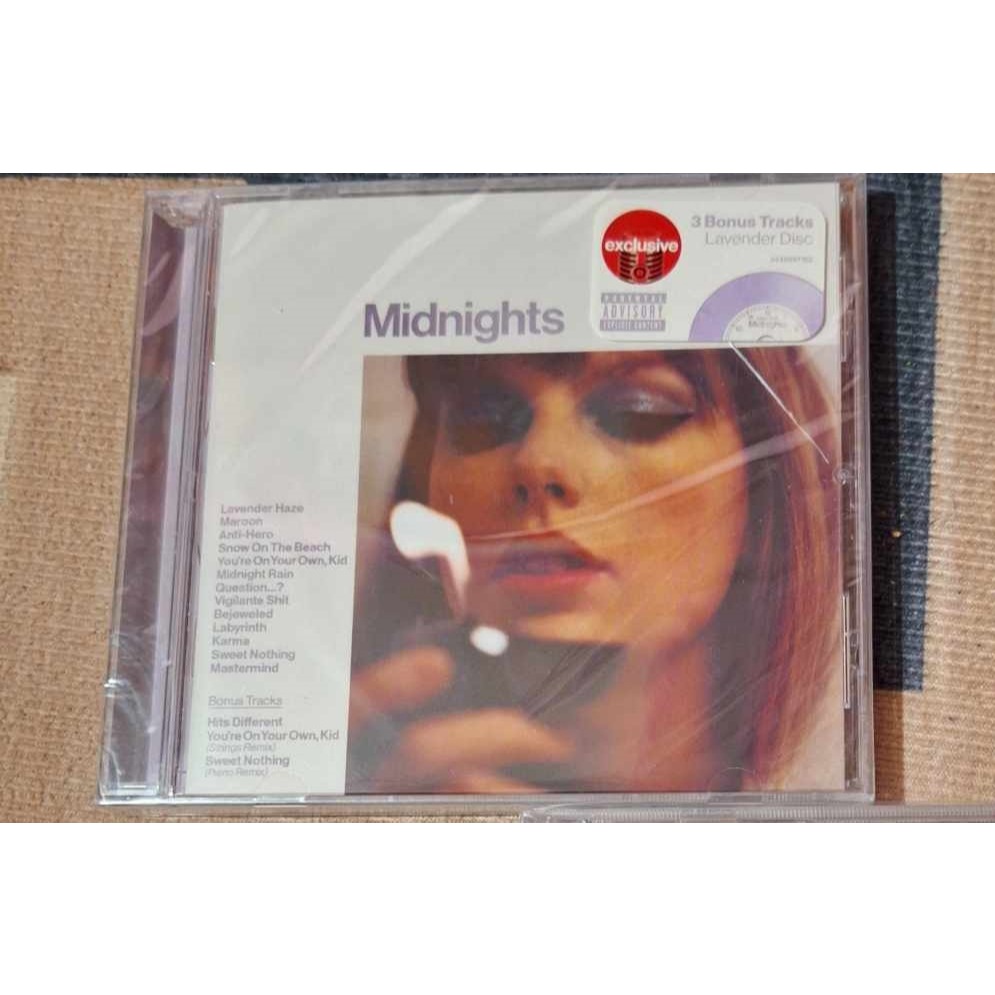 exclusive
3 Bonus Tracks
Lavender Disc
PARENTAL
ADVISORY
EXPLICIT CONTENT
Midnights
Midnights
Lavender Haze
Maroon
Anti-Hero
Snow On The Beach
You're On Your Own, Kid
Midnight Rain
Question...?
Vigilante Shit
Bejeweled
Labyrinth
Karma
Sweet Nothing
Mastermind
Bonus Tracks
Hits Different
You're On Your Own, Kid
(Strings Remix)
Sweet Nothing
(Piano Remix)